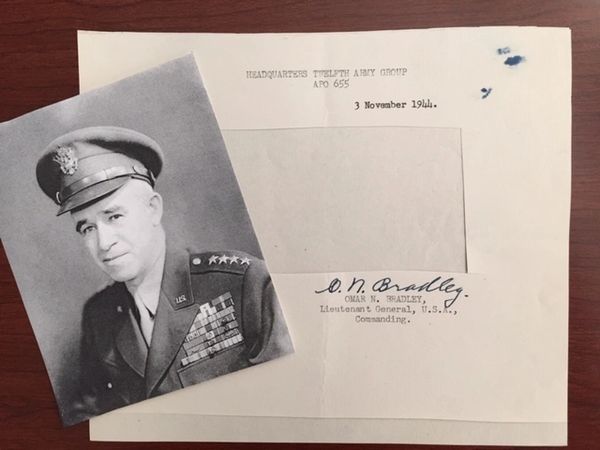 HEADQUARTERS TWELFTH ARMY GROUP
APO 655
3 November 1944.
O. N. Bradley.
OMAR N. BRADLEY,
Lieutenant General, U.S.A.,
Commanding.
U.S.